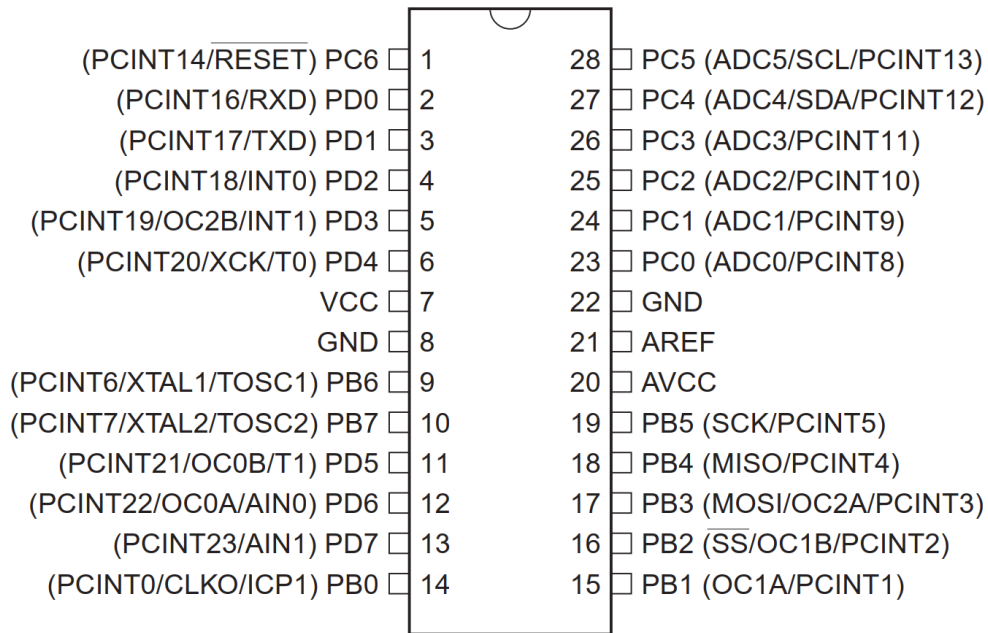 (PCINT14/RESET) PC6 1 28 PC5 (ADC5/SCL/PCINT13)
(PCINT16/RXD) PD0 2 27 PC4 (ADC4/SDA/PCINT12)
(PCINT17/TXD) PD1 3 26 PC3 (ADC3/PCINT11)
(PCINT18/INT0) PD2 4 25 PC2 (ADC2/PCINT10)
(PCINT19/OC2B/INT1) PD3 5 24 PC1 (ADC1/PCINT9)
(PCINT20/XCK/T0) PD4 6 23 PC0 (ADC0/PCINT8)
VCC 7 22 GND
GND 8 21 AREF
(PCINT6/XTAL1/TOSC1) PB6 9 20 AVCC
(PCINT7/XTAL2/TOSC2) PB7 10 19 PB5 (SCK/PCINT5)
(PCINT21/OC0B/T1) PD5 11 18 PB4 (MISO/PCINT4)
(PCINT22/OC0A/AIN0) PD6 12 17 PB3 (MOSI/OC2A/PCINT3)
(PCINT23/AIN1) PD7 13 16 PB2 (SS/OC1B/PCINT2)
(PCINT0/CLKO/ICP1) PB0 14 15 PB1 (OC1A/PCINT1)